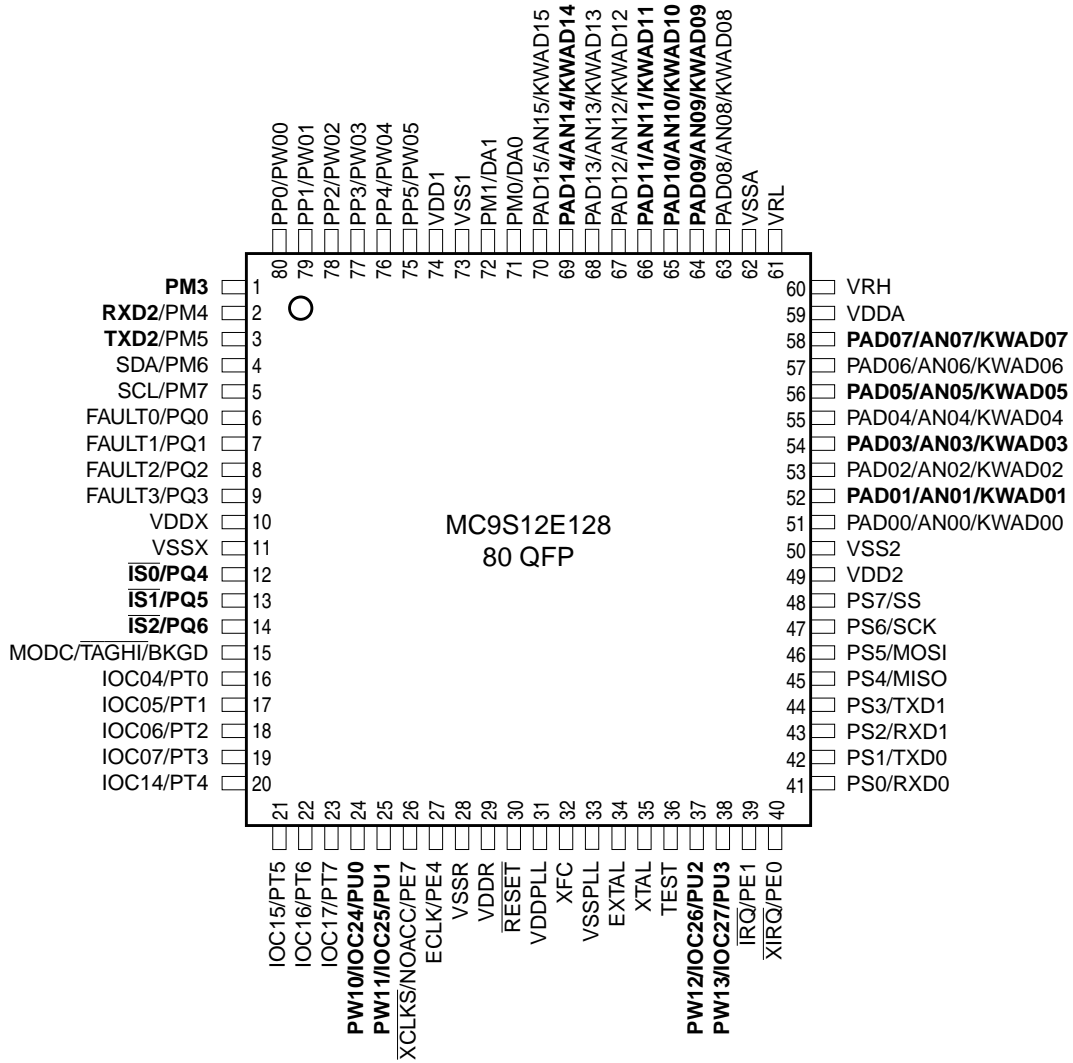 PP0/PW00
PP1/PW01
PP2/PW02
PP3/PW03
PP4/PW04
PP5/PW05
VDD1
VSS1
PM1/DA1
PM0/DA0
PAD15/AN15/KWAD15
PAD14/AN14/KWAD14
PAD13/AN13/KWAD13
PAD12/AN12/KWAD12
PAD11/AN11/KWAD11
PAD10/AN10/KWAD10
PAD09/AN09/KWAD09
PAD08/AN08/KWAD08
VSSA
VRL
80
79
78
77
76
75
74
73
72
71
70
69
68
67
66
65
64
63
62
61
PM3 1
RXD2/PM4 2
TXD2/PM5 3
SDA/PM6 4
SCL/PM7 5
FAULT0/PQ0 6
FAULT1/PQ1 7
FAULT2/PQ2 8
FAULT3/PQ3 9
VDDX 10
VSSX 11
IS0/PQ4 12
IS1/PQ5 13
IS2/PQ6 14
MODC/TAGHI/BKGD 15
IOC04/PT0 16
IOC05/PT1 17
IOC06/PT2 18
IOC07/PT3 19
IOC14/PT4 20
MC9S12E128
80 QFP
60 VRH
59 VDDA
58 PAD07/AN07/KWAD07
57 PAD06/AN06/KWAD06
56 PAD05/AN05/KWAD05
55 PAD04/AN04/KWAD04
54 PAD03/AN03/KWAD03
53 PAD02/AN02/KWAD02
52 PAD01/AN01/KWAD01
51 PAD00/AN00/KWAD00
50 VSS2
49 VDD2
48 PS7/SS
47 PS6/SCK
46 PS5/MOSI
45 PS4/MISO
44 PS3/TXD1
43 PS2/RXD1
42 PS1/TXD0
41 PS0/RXD0
21
22
23
24
25
26
27
28
29
30
31
32
33
34
35
36
37
38
39
40
IOC15/PT5
IOC16/PT6
IOC17/PT7
PW10/IOC24/PU0
PW11/IOC25/PU1
XCLKS/NOACC/PE7
ECLK/PE4
VSSR
VDDR
RESET
VDDPLL
XFC
VSSPLL
EXTAL
XTAL
TEST
PW12/IOC26/PU2
PW13/IOC27/PU3
IRQ/PE1
XIRQ/PE0